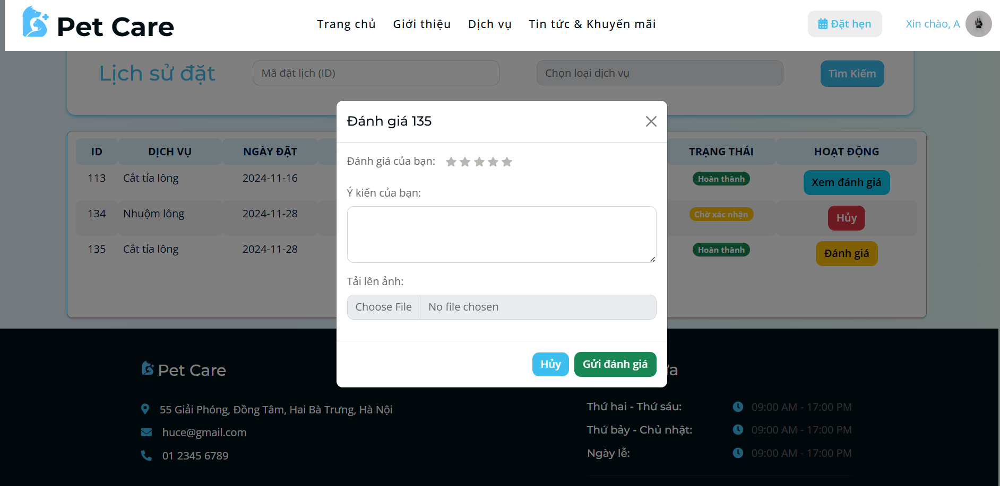 Pet Care
Trang chủ Giới thiệu Dịch vụ Tin tức & Khuyến mãi
Đặt hẹn
Xin chào, A
Lịch sử đặt
Mã đặt lịch (ID)
Chọn loại dịch vụ
Tìm Kiếm
Đánh giá 135
Đánh giá của bạn:
Ý kiến của bạn:
Tải lên ảnh:
Choose File No file chosen
Hủy Gửi đánh giá
ID DỊCH VỤ NGÀY ĐẶT TRẠNG THÁI HOẠT ĐỘNG
113 Cắt tỉa lông 2024-11-16 Hoàn thành Xem đánh giá
134 Nhuộm lông 2024-11-28 Chờ xác nhận Hủy
135 Cắt tỉa lông 2024-11-28 Hoàn thành Đánh giá
Pet Care
55 Giải Phóng, Đồng Tâm, Hai Bà Trưng, Hà Nội
huce@gmail.com
01 2345 6789
Thứ hai - Thứ sáu: 09:00 AM - 17:00 PM
Thứ bảy - Chủ nhật: 09:00 AM - 17:00 PM
Ngày lễ: 09:00 AM - 17:00 PM